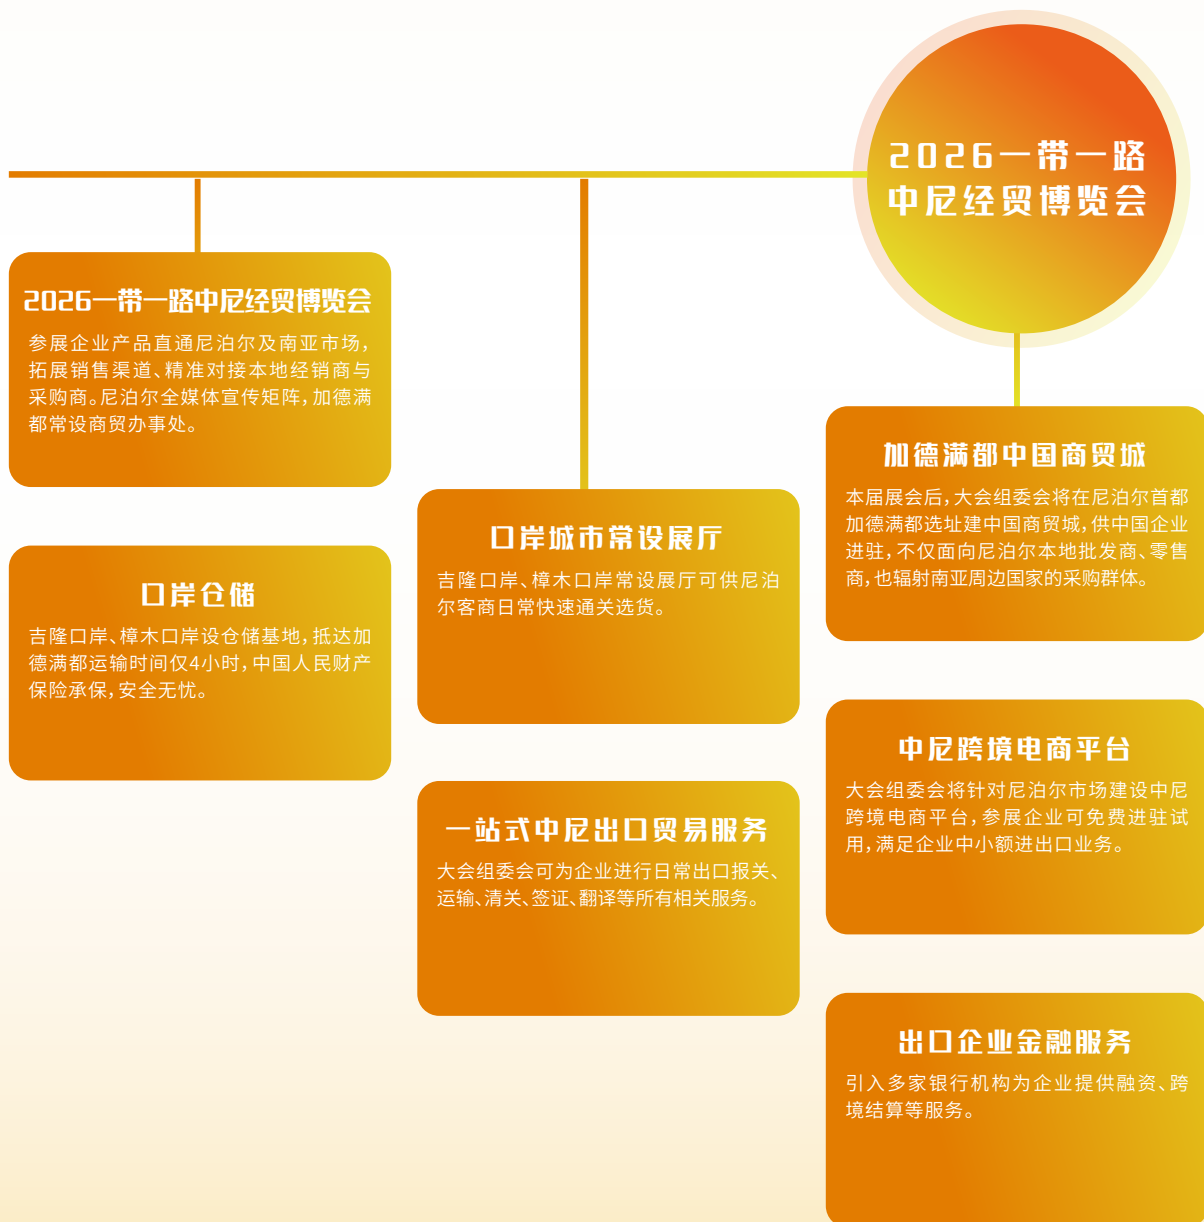 2026一带一路
中尼经贸博览会
2026一带一路中尼经贸博览会
参展企业产品直通尼泊尔及南亚市场，
拓展销售渠道、精准对接本地经销商与
采购商。尼泊尔全媒体宣传矩阵，加德满
都常设商贸办事处。
口岸仓储
吉隆口岸、樟木口岸设仓储基地，抵达加
德满都运输时间仅4小时，中国人民财产
保险承保，安全无忧。
口岸城市常设展厅
吉隆口岸、樟木口岸常设展厅可供尼泊
尔客商日常快速通关选货。
一站式中尼出口贸易服务
大会组委会可为企业进行日常出口报关、
运输、清关、签证、翻译等所有相关服务。
加德满都中国商贸城
本届展会后，大会组委会将在尼泊尔首都
加德满都选址建中国商贸城，供中国企业
进驻，不仅面向尼泊尔本地批发商、零售
商，也辐射南亚周边国家的采购群体。
中尼跨境电商平台
大会组委会将针对尼泊尔市场建设中尼
跨境电商平台，参展企业可免费进驻试
用，满足企业中小额进出口业务。
出口企业金融服务
引入多家银行机构为企业提供融资、跨
境结算等服务。